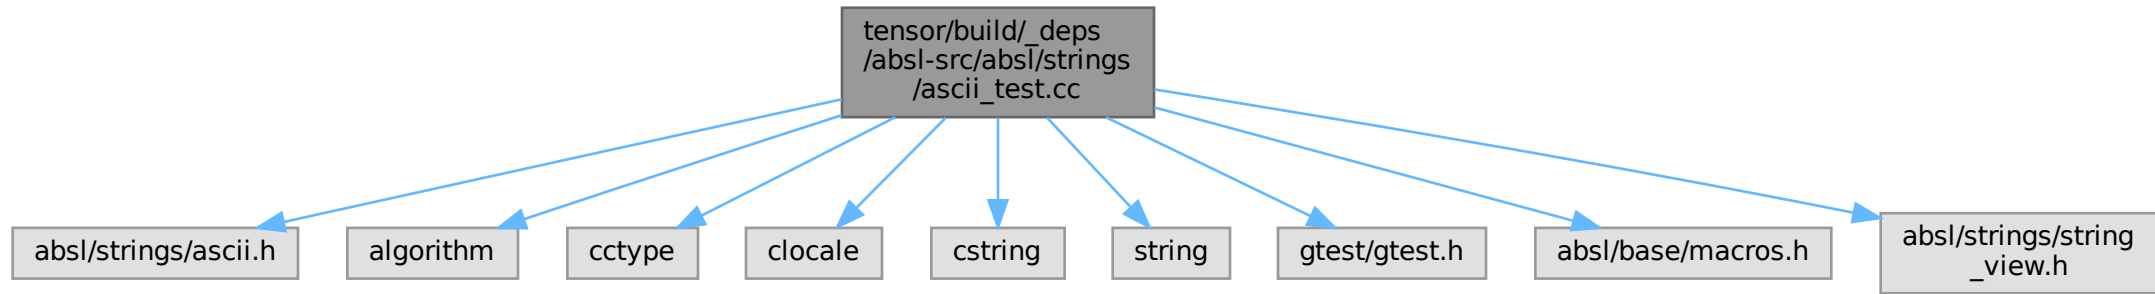 tensor/build/_deps
/absl-src/absl/strings
/ascii_test.cc
absl/strings/ascii.h
algorithm
cctype
clocale
cstring
string
gtest/gtest.h
absl/base/macros.h
absl/strings/string
_view.h